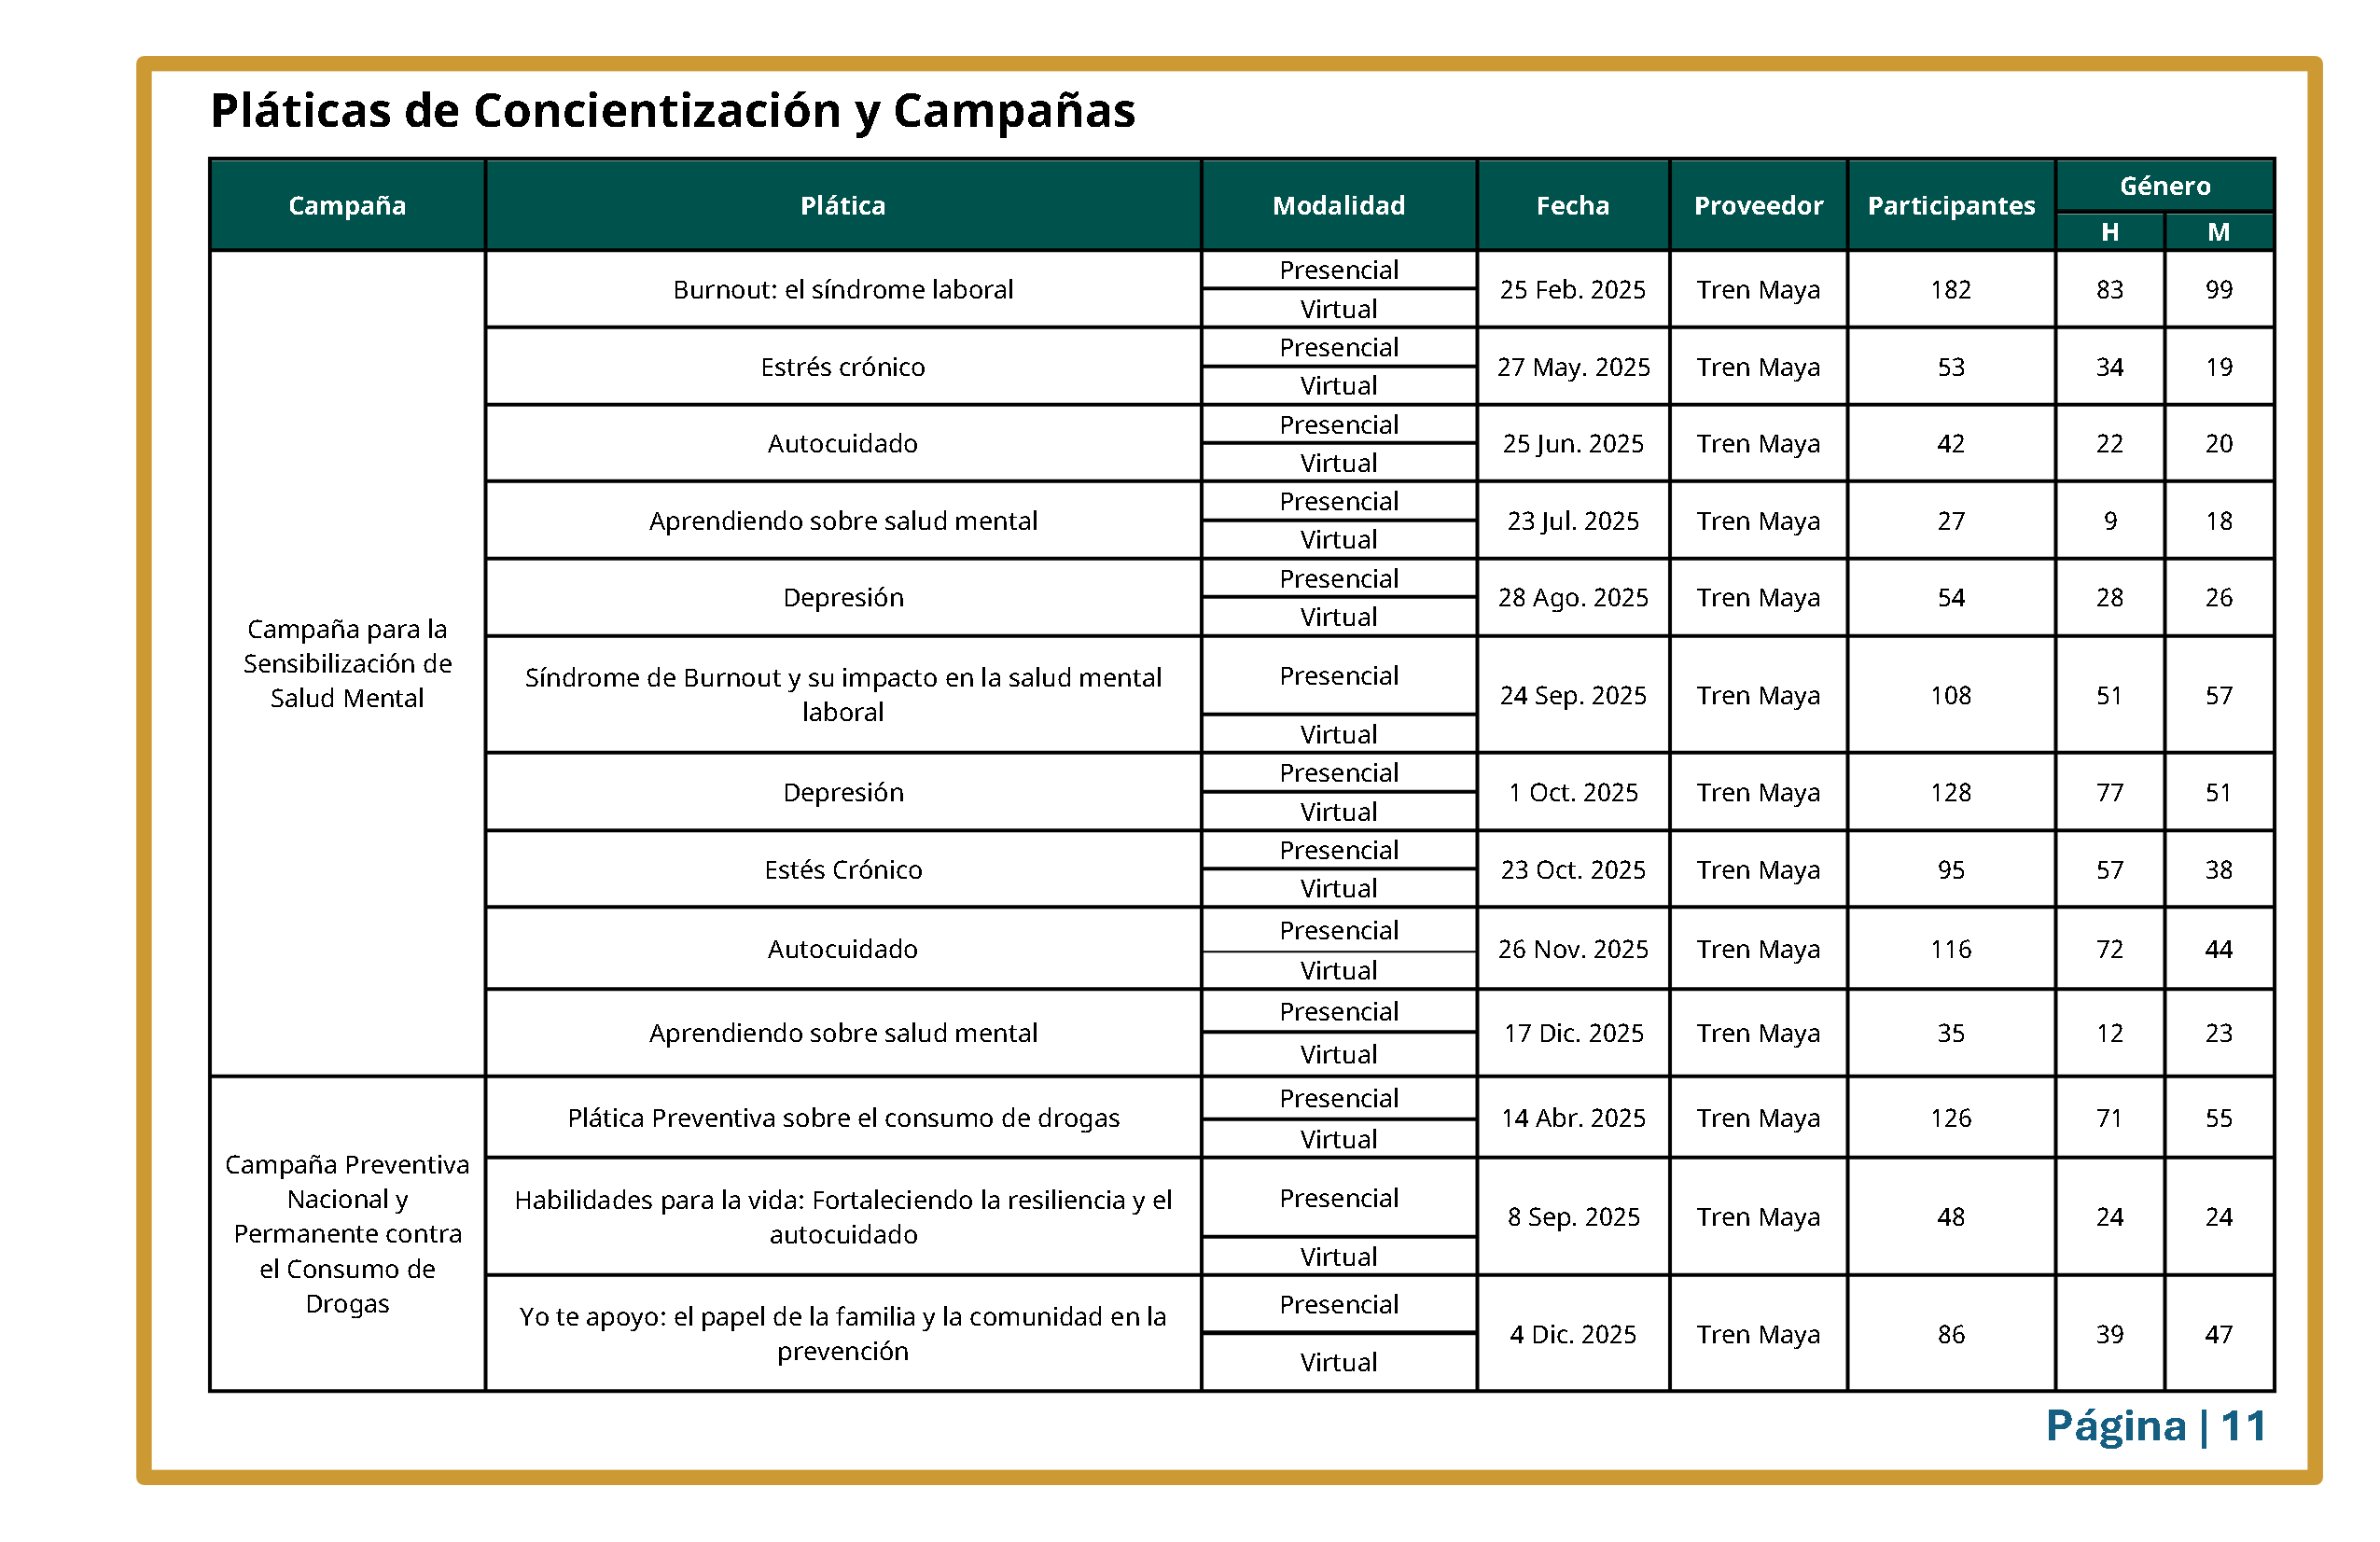 Pláticas de Concientización y Campañas
Campaña Plática Modalidad Fecha Proveedor Participantes Género
H M
Campaña para la
Sensibilización de
Salud Mental
Burnout: el síndrome laboral Presencial 25 Feb. 2025 Tren Maya 182 83 99
Virtual
Estrés crónico Presencial 27 May. 2025 Tren Maya 53 34 19
Virtual
Autocuidado Presencial 25 Jun. 2025 Tren Maya 42 22 20
Virtual
Aprendiendo sobre salud mental Presencial 23 Jul. 2025 Tren Maya 27 9 18
Virtual
Depresión Presencial 28 Ago. 2025 Tren Maya 54 28 26
Virtual
Síndrome de Burnout y su impacto en la salud mental
laboral
Presencial 24 Sep. 2025 Tren Maya 108 51 57
Virtual
Depresión Presencial 1 Oct. 2025 Tren Maya 128 77 51
Virtual
Estés Crónico Presencial 23 Oct. 2025 Tren Maya 95 57 38
Virtual
Autocuidado Presencial 26 Nov. 2025 Tren Maya 116 72 44
Virtual
Aprendiendo sobre salud mental Presencial 17 Dic. 2025 Tren Maya 35 12 23
Virtual
Campaña Preventiva
Nacional y
Permanente contra
el Consumo de
Drogas
Plática Preventiva sobre el consumo de drogas Presencial 14 Abr. 2025 Tren Maya 126 71 55
Virtual
Habilidades para la vida: Fortaleciendo la resiliencia y el
autocuidado
Presencial 8 Sep. 2025 Tren Maya 48 24 24
Virtual
Yo te apoyo: el papel de la familia y la comunidad en la
prevención
Presencial 4 Dic. 2025 Tren Maya 86 39 47
Virtual
Página | 11